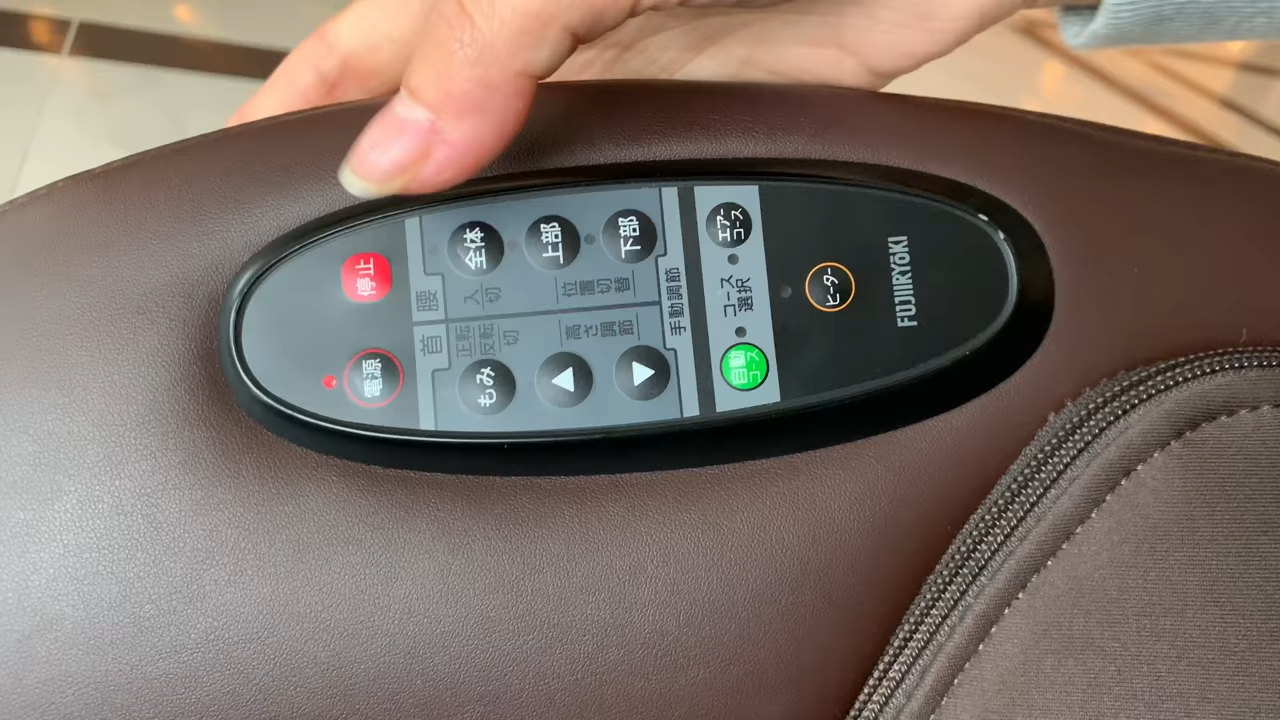 電源
停止
首
腰
もみ
正転
反転
切
入
切
全体
▲
高さ
調節
位置
切替
上部
▼
下部
手動調節
自動
コース
コース
選択
エアー
コース
ヒーター
FUJIIRYōKI